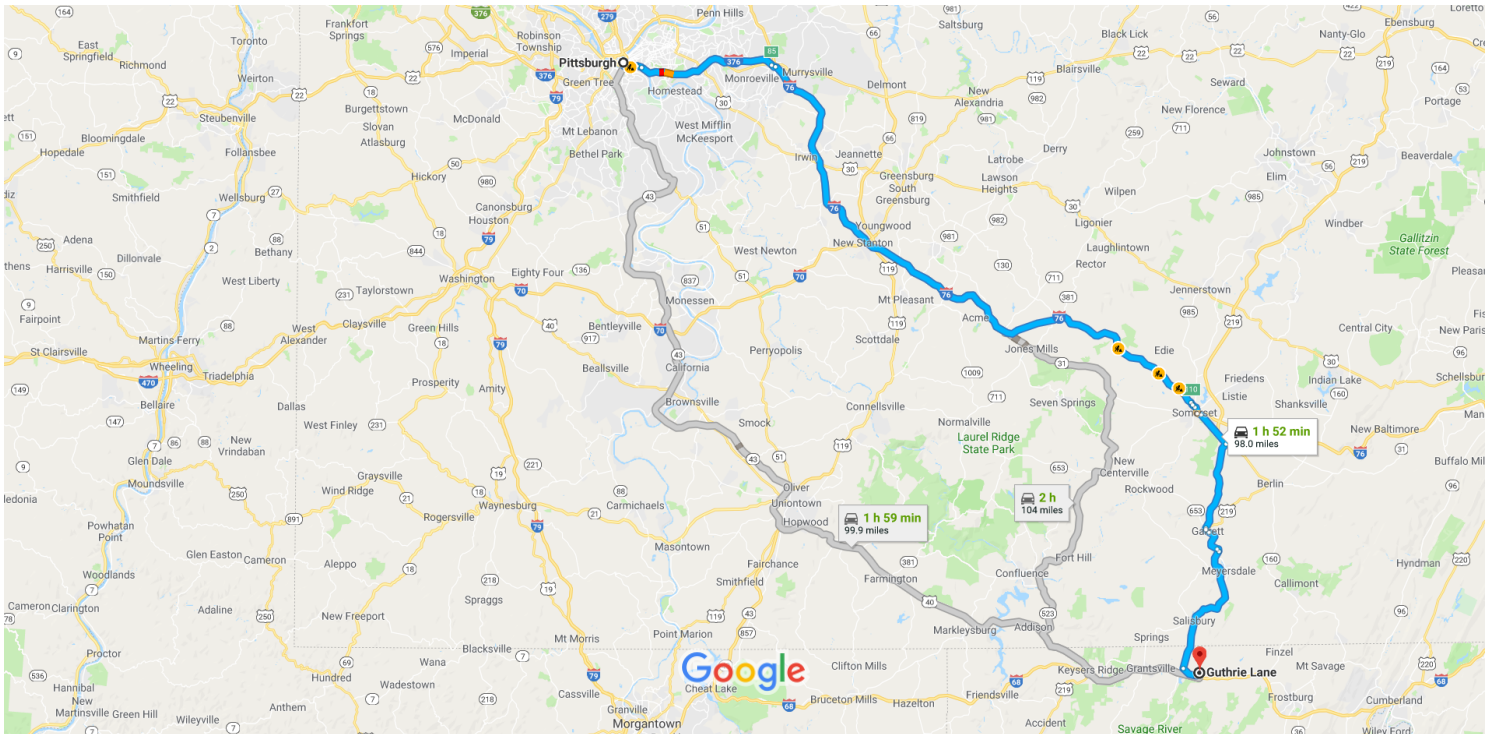 Frankfort
Springs
Penn Hills
Saltsburg
Loretto
Ebensburg
East
Springfield
Toronto
Robinson
Township
Imperial
Black Lick
Nanty-Glo
Richmond
Weirton
Pittsburgh
Green Tree
Monroeville
Murrysville
Blairsville
Delmont
Seward
Homestead
New
Alexandria
Burgettstown
Steubenville
McDonald
Mt Lebanon
West Mifflin
McKeesport
New Florence
Portage
Bloomingdale
Slovan
Atlasburg
Hopedale
Follansbee
Bethel Park
Irwin
Jeannette
Derry
Latrobe
Johnstown
Beaverdale
Elim
Smithfield
Hickory
Greensburg
South
Greensburg
Lawson
Heights
Wilpen
Wellsburg
Canonsburg
Houston
Ligonier
Windber
Adena
Bethany
Youngwood
New Stanton
Laughlintown
Rector
Gallitzin
State Forest
Dillonvale
Harrisville
West Newton
West Liberty
Washington
Eighty Four
Taylorstown
Monessen
Mt Pleasant
Jennerstown
Fairpoint
West
Alexander
Claysville
Green Hills
Bentleyville
Acme
Central City
New Paris
Martins Ferry
Scottdale
Jones Mills
Edie
St Clairsville
Wheeling
Triadelphia
Perryopolis
California
Beallsville
Prosperity
Amity
Friedens
Listie
Indian Lake
Schellsburg
Bellaire
Dallas
Brownsville
Connellsville
Seven Springs
Somerset
Shanksville
West Finley
Smock
Normalville
1 h 52 min
98.0 miles
New Baltimore
New
Vrindaban
Laurel Ridge
State Park
Glen Dale
Moundsville
Graysville
Wind Ridge
New
Centerville
Rockwood
Berlin
Buffalo Mil
Oliver
Uniontown
Hopwood
Waynesburg
Carmichaels
Rogersville
2 h
104 miles
1 h 59 min
99.9 miles
Powhatan
Point
Garrett
Masontown
Glen Easton
Cameron
Aleppo
Fairchance
Fort Hill
Hyndman
Woodlands
Smithfield
Farmington
Confluence
Meyersdale
Callimont
Cameron
Clarington
Adaline
New Freeport
Spraggs
Salisbury
Mt Morris
Point Marion
Markleysburg
Addison
Springs
Proctor
Blacksville
Wana
Google
Clifton Mills
Keysers Ridge
Grantsville
Finzel
Mt Savage
Guthrie Lane
Hundred
Wadestown
Cassville
Cheat Lake
Bruceton Mills
Hazelton
Friendsville
Frostburg
Cumberland
Hannibal
New
Martinsville
Green Hill
Wileyville
Anthem
Granville
Morgantown
Accident
Savage River
Wiley Ford